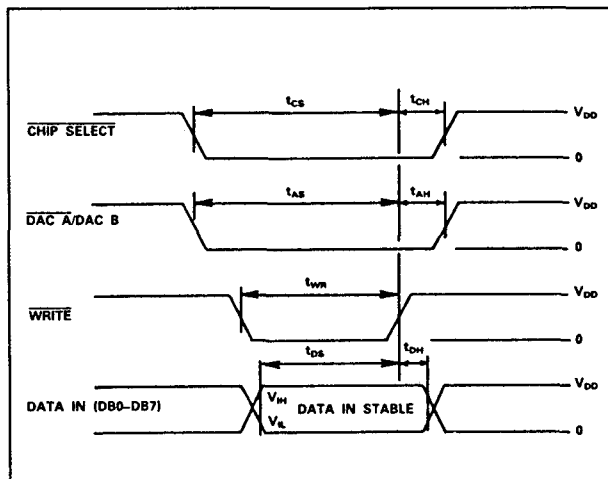 tCS
tCH
CHIP SELECT
VDD
0
tAS
tAH
DAC A/DAC B
VDD
0
tWR
WRITE
VDD
0
tDS
tDH
DATA IN (DB0–DB7)
VIH
VIL
DATA IN STABLE
VDD
0